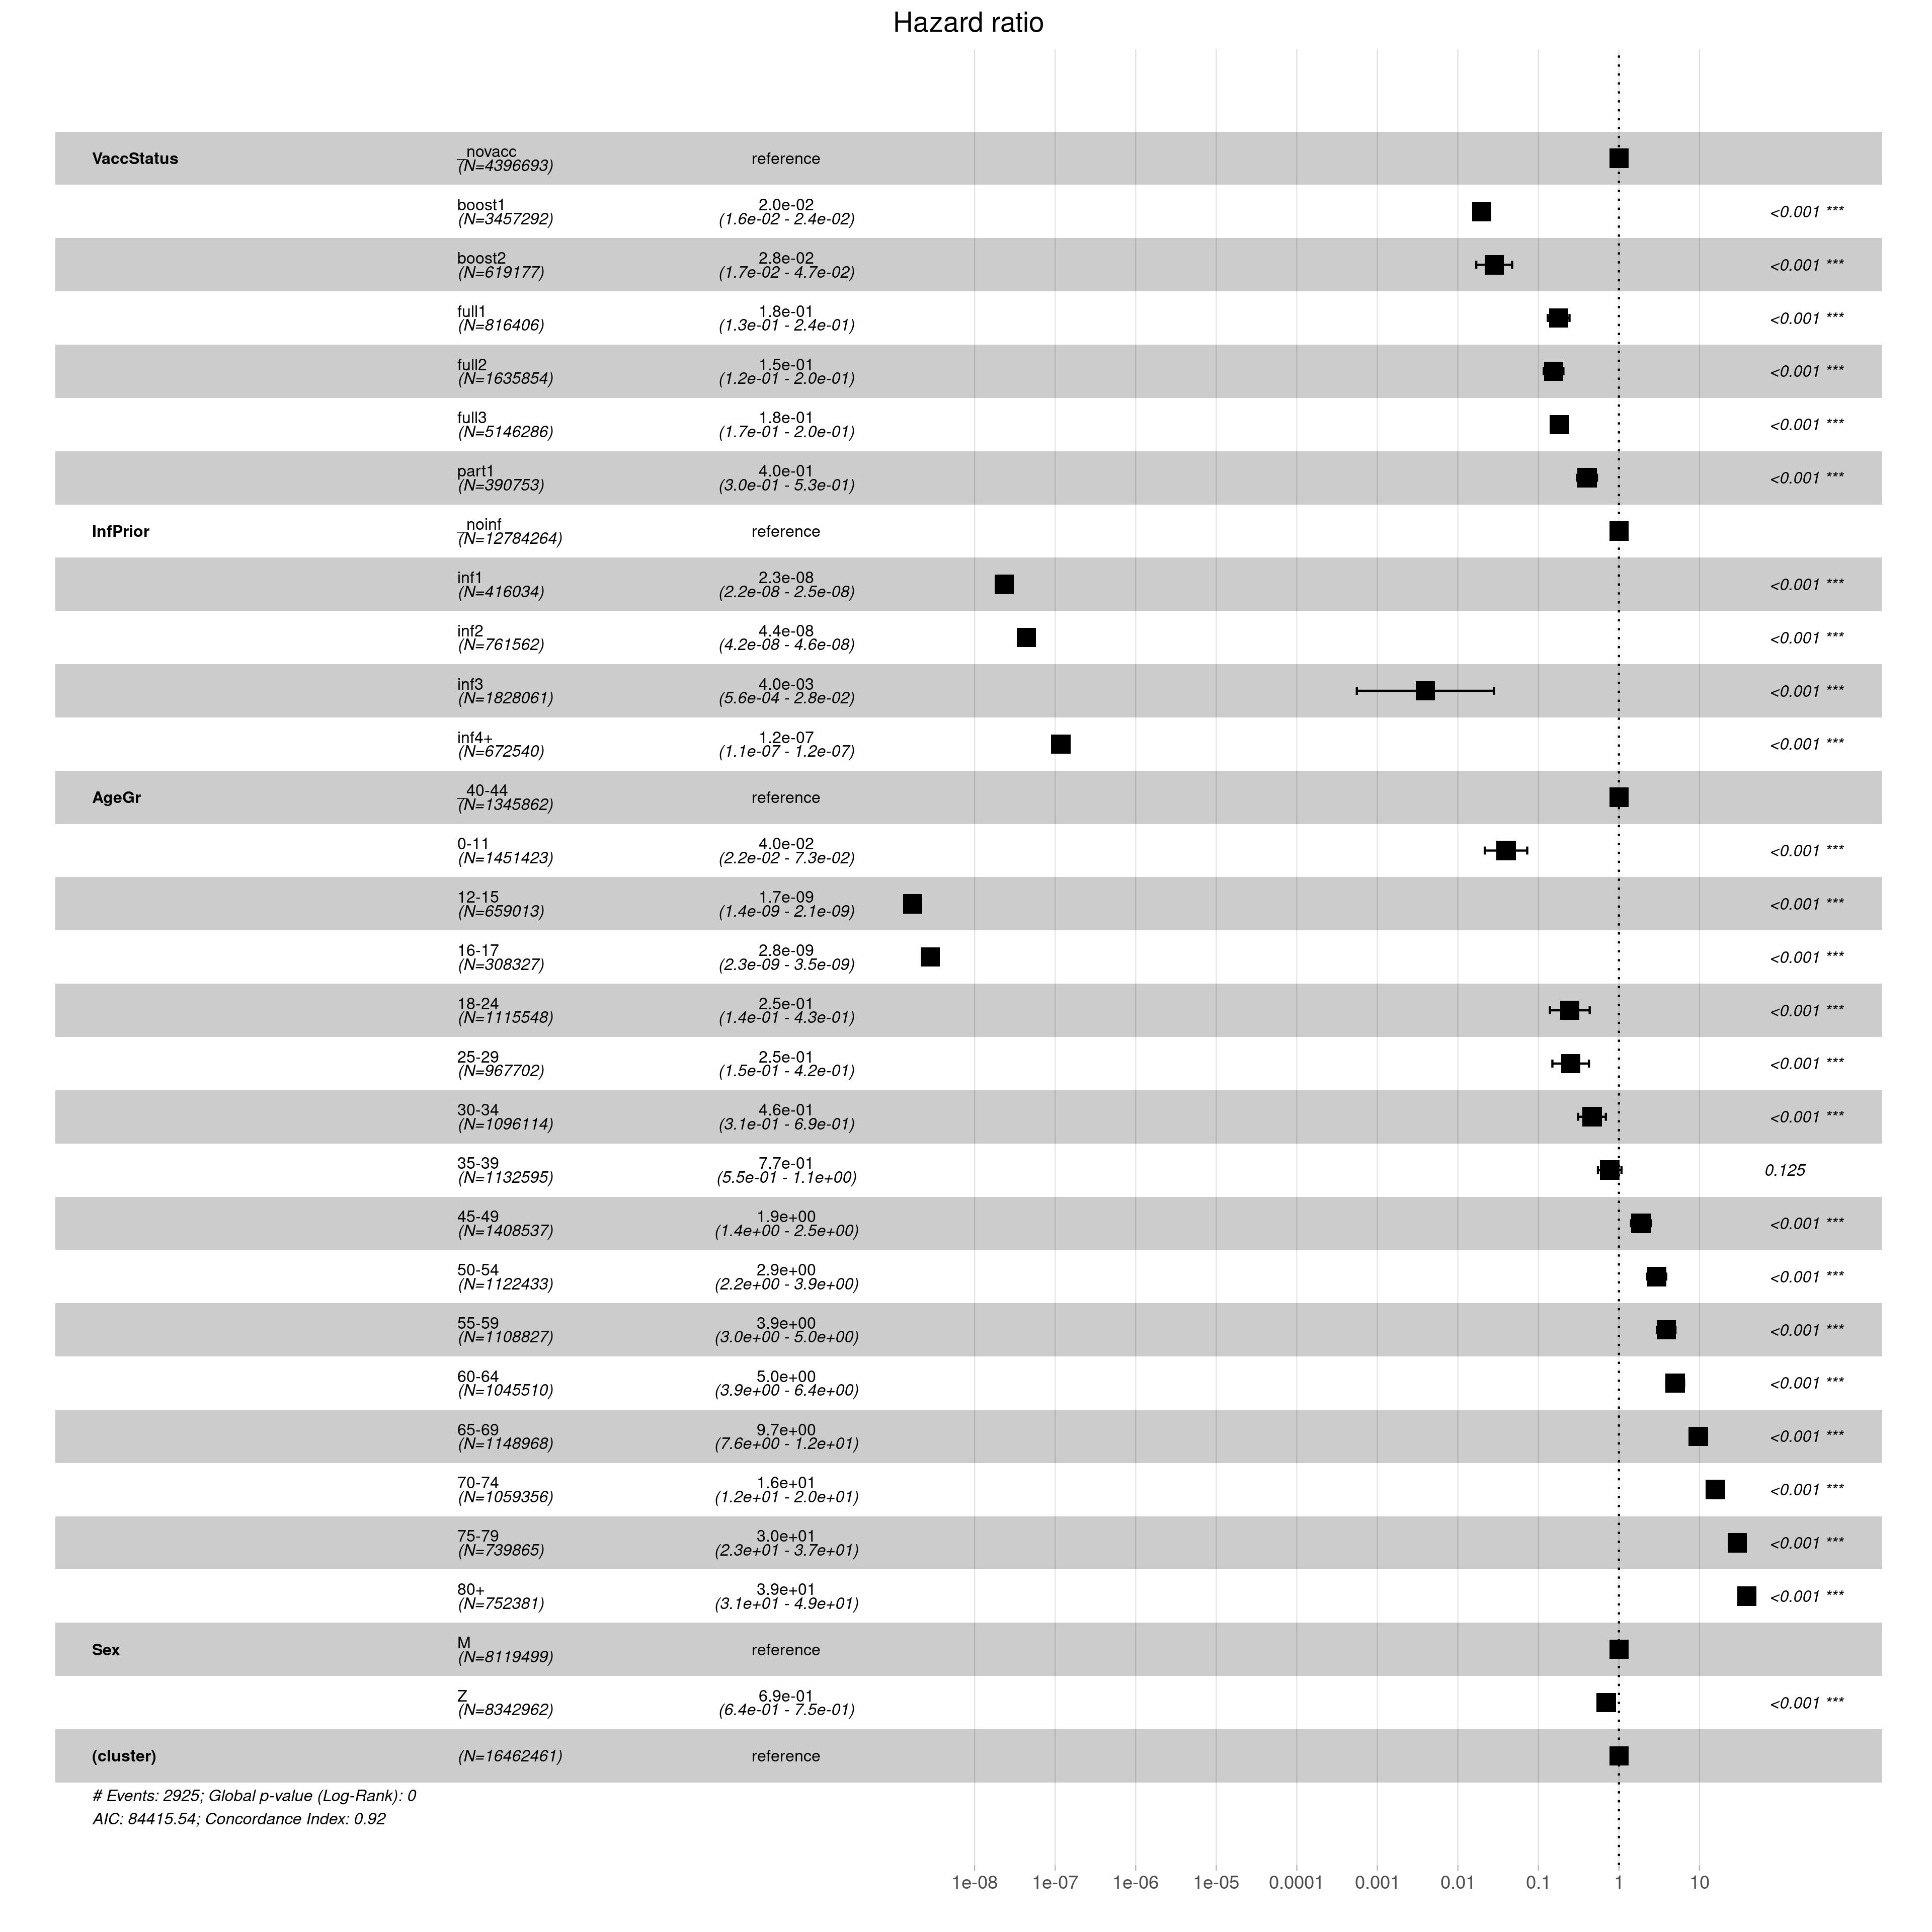 Hazard ratio
VaccStatus _novacc reference
(N=4396693)
boost1 2.0e-02 <0.001 ***
(N=3457292) (1.6e-02 - 2.4e-02)
boost2 2.8e-02 <0.001 ***
(N=619177) (1.7e-02 - 4.7e-02)
full1 1.8e-01 <0.001 ***
(N=816406) (1.3e-01 - 2.4e-01)
full2 1.5e-01 <0.001 ***
(N=1635854) (1.2e-01 - 2.0e-01)
full3 1.8e-01 <0.001 ***
(N=5146286) (1.7e-01 - 2.0e-01)
part1 4.0e-01 <0.001 ***
(N=390753) (3.0e-01 - 5.3e-01)
InfPrior _noinf reference
(N=12784264)
inf1 2.3e-08 <0.001 ***
(N=416034) (2.2e-08 - 2.5e-08)
inf2 4.4e-08 <0.001 ***
(N=761562) (4.2e-08 - 4.6e-08)
inf3 4.0e-03 <0.001 ***
(N=1828061) (5.6e-04 - 2.8e-02)
inf4+ 1.2e-07 <0.001 ***
(N=672540) (1.1e-07 - 1.2e-07)
AgeGr _40-44 reference
(N=1345862)
0-11 4.0e-02 <0.001 ***
(N=1451423) (2.2e-02 - 7.3e-02)
12-15 1.7e-09 <0.001 ***
(N=659013) (1.4e-09 - 2.1e-09)
16-17 2.8e-09 <0.001 ***
(N=308327) (2.3e-09 - 3.5e-09)
18-24 2.5e-01 <0.001 ***
(N=1115548) (1.4e-01 - 4.3e-01)
25-29 2.5e-01 <0.001 ***
(N=967702) (1.5e-01 - 4.2e-01)
30-34 4.6e-01 <0.001 ***
(N=1096114) (3.1e-01 - 6.9e-01)
35-39 7.7e-01 0.125
(N=1132595) (5.5e-01 - 1.1e+00)
45-49 1.9e+00 <0.001 ***
(N=1408537) (1.4e+00 - 2.5e+00)
50-54 2.9e+00 <0.001 ***
(N=1122433) (2.2e+00 - 3.9e+00)
55-59 3.9e+00 <0.001 ***
(N=1108827) (3.0e+00 - 5.0e+00)
60-64 5.0e+00 <0.001 ***
(N=1045510) (3.9e+00 - 6.4e+00)
65-69 9.7e+00 <0.001 ***
(N=1148968) (7.6e+00 - 1.2e+01)
70-74 1.6e+01 <0.001 ***
(N=1059356) (1.2e+01 - 2.0e+01)
75-79 3.0e+01 <0.001 ***
(N=739865) (2.3e+01 - 3.7e+01)
80+ 3.9e+01 <0.001 ***
(N=752381) (3.1e+01 - 4.9e+01)
Sex M reference
(N=8119499)
Z 6.9e-01 <0.001 ***
(N=8342962) (6.4e-01 - 7.5e-01)
(cluster) (N=16462461) reference
# Events: 2925; Global p-value (Log-Rank): 0
AIC: 84415.54; Concordance Index: 0.92
1e-08 1e-07 1e-06 1e-05 0.0001 0.001 0.01 0.1 1 10